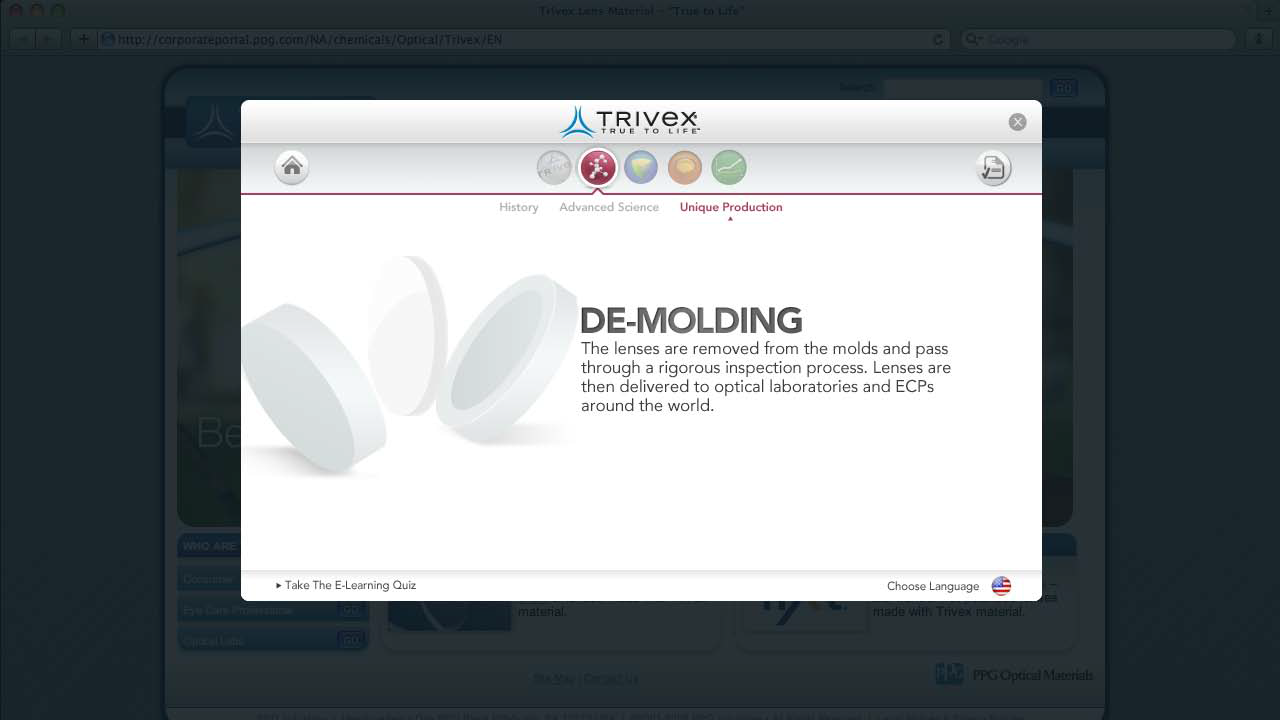 Trivex Lens Material – "True to Life"
http://corporateportal.ppg.com/NA/chemicals/Optical/Trivex/EN
Google
Search:
GO
TRIVEX
TRUE TO LIFE™
History
Advanced Science
Unique Production
DE-MOLDING
The lenses are removed from the molds and pass
through a rigorous inspection process. Lenses are
then delivered to optical laboratories and ECPs
around the world.
Be
Take The E-Learning Quiz
Choose Language
WHO ARE
Consumer
Eye Care Professional
GO
Optical Labs
GO
material.
made with Trivex material.
Site Map | Contact Us
PPG Optical Materials